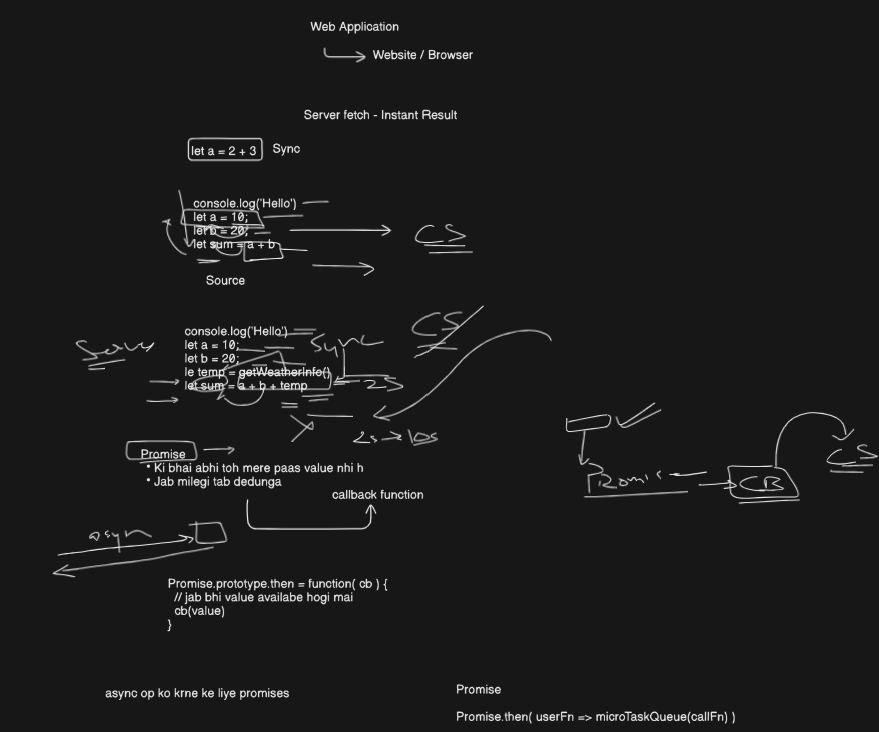 Web Application
Website / Browser
Server fetch - Instant Result
let a = 2 + 3
Sync
console.log('Hello')
let a = 10;
let b = 20;
let sum = a + b
CS
Source
console.log('Hello')
let a = 10;
let b = 20;
le temp = getWeatherInfo()
let sum = a + b + temp
Sync
CS
2S
2s → 10s
Promise
• Ki bhai abhi toh mere paas value nhi h
• Jab milegi tab dedunga
callback function
CB
CS
asyn
Promise.prototype.then = function( cb ) {
// jab bhi value availabe hogi mai
cb(value)
}
async op ko krne ke liye promises
Promise
Promise.then( userFn => microTaskQueue(callFn) )